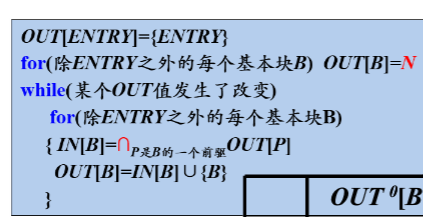 OUT[ENTRY]={ENTRY}
for(除ENTRY之外的每个基本块B) OUT[B]=N
while(某个OUT值发生了改变)
for(除ENTRY之外的每个基本块B)
{ IN[B]=∩P是B的一个前驱OUT[P]
OUT[B]=IN[B]∪{B}
}
OUT⁰[B